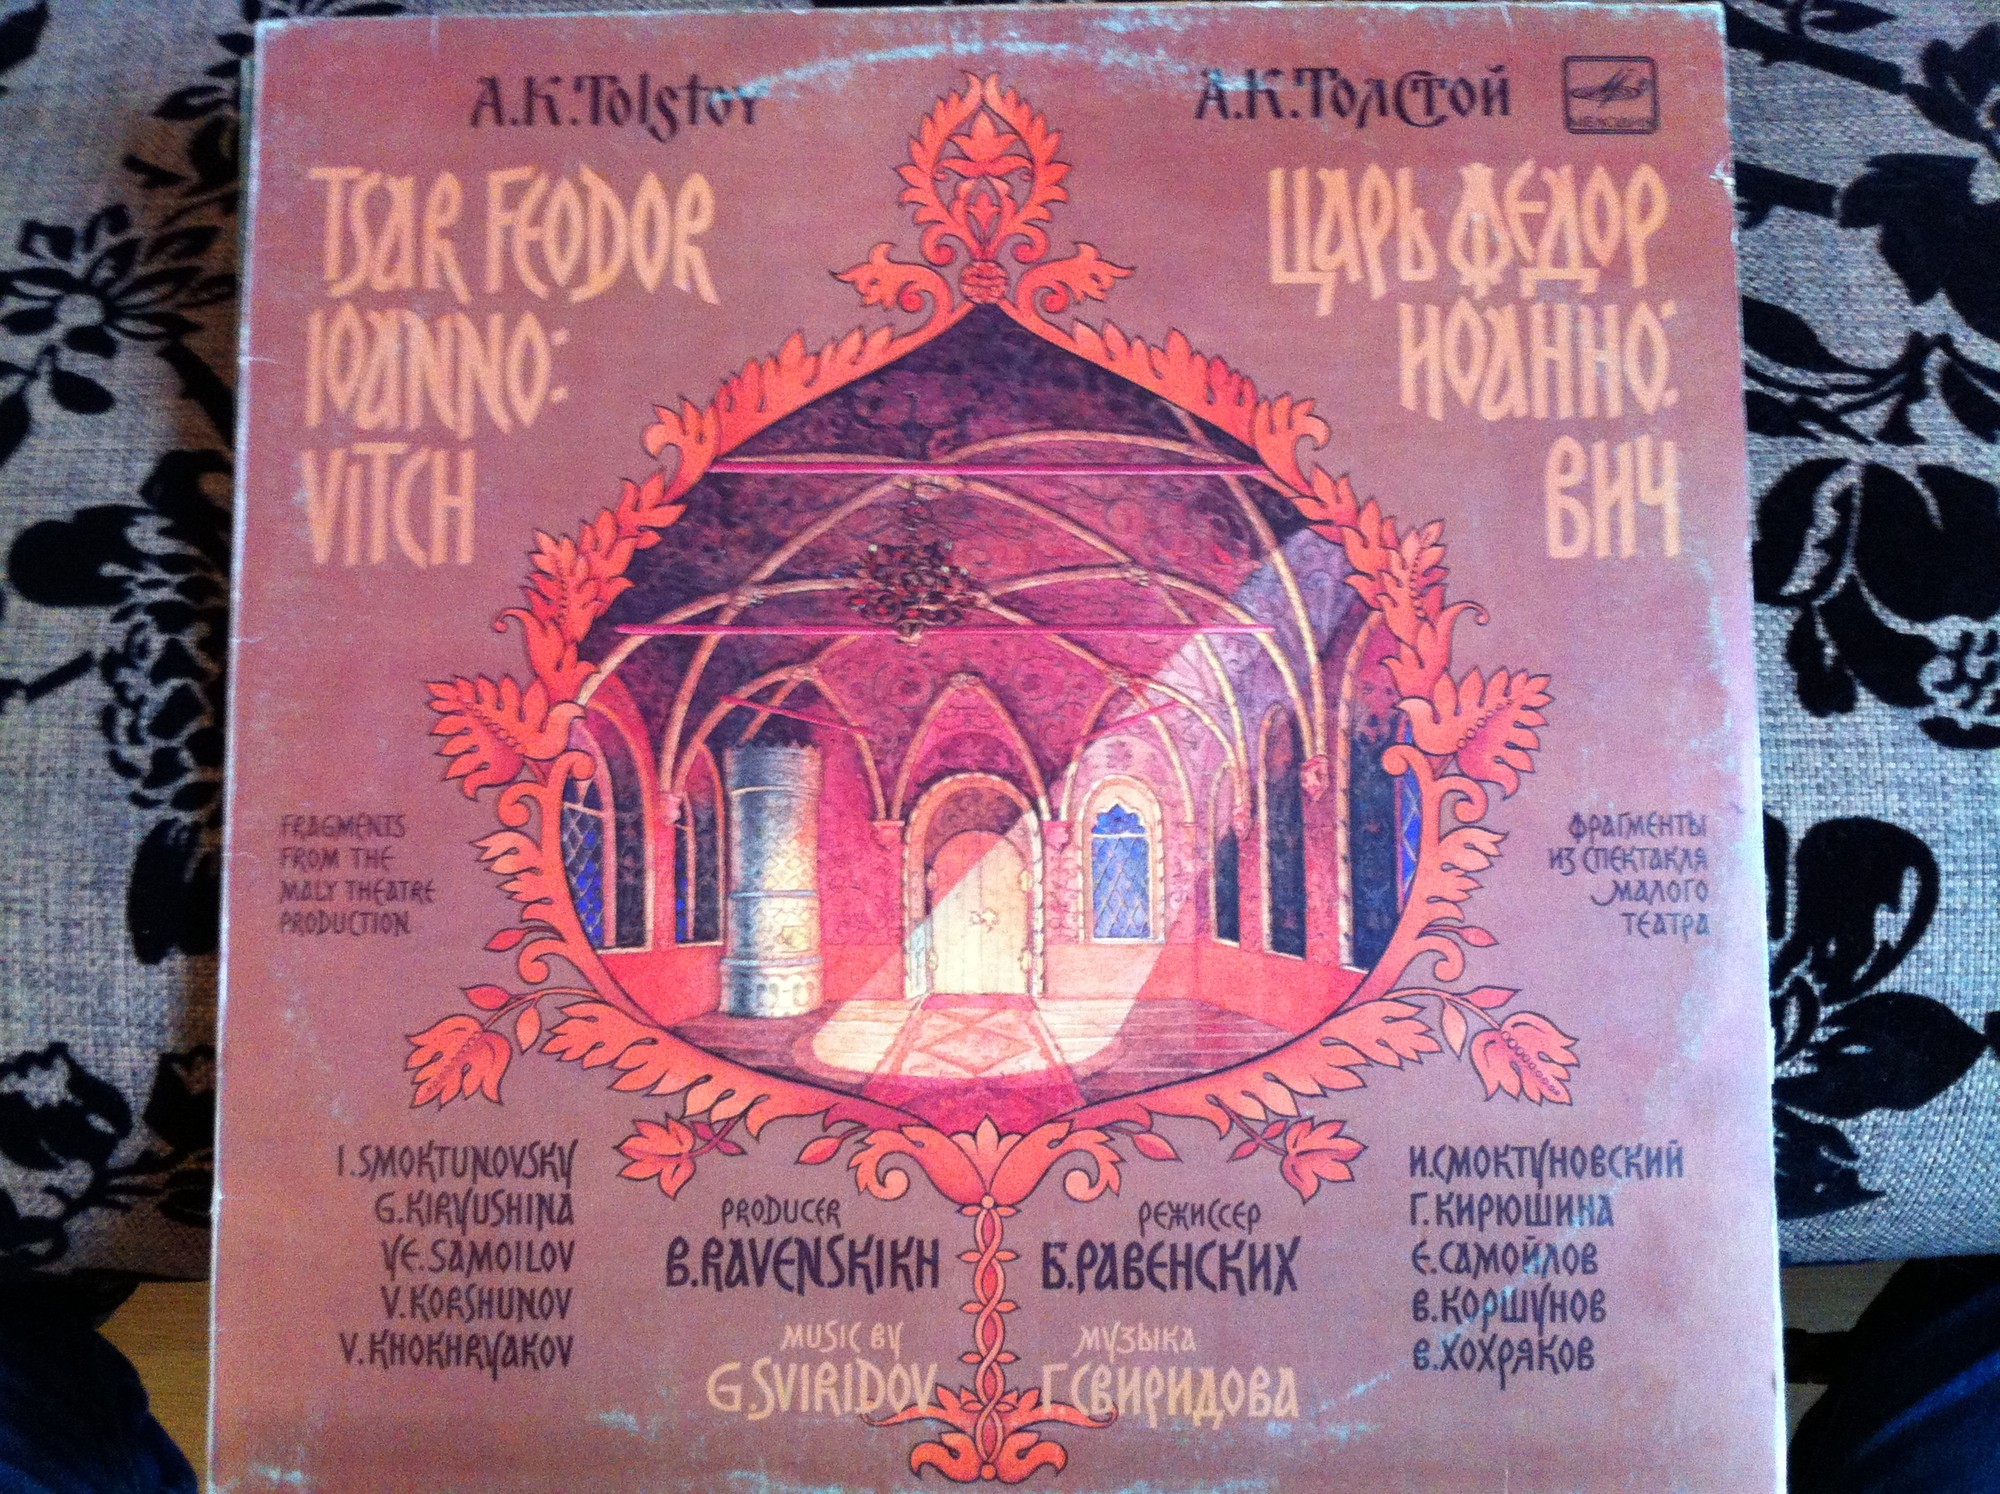 A.K.Tolstoy
А.К.Толстой
МЕЛОДИЯ
TSAR FEODOR
IOANNO:
VITCH
ЦАРЬ ФЕДОР
ИОАННО:
ВИЧ
FRAGMENTS
FROM THE
MALY THEATRE
PRODUCTION
ФРАГМЕНТЫ
ИЗ СПЕКТАКЛЯ
МАЛОГО
ТЕАТРА
I.SMOKTUNOVSKY
G.KIRYUSHINA
YE.SAMOILOV
V.KORSHUNOV
V.KHOKHRYAKOV
PRODUCER
B.RAVENSKIKH
MUSIC BY
G.SVIRIDOV
РЕЖИССЕР
Б.РАВЕНСКИХ
МУЗЫКА
Г.СВИРИДОВА
И.СМОКТУНОВСКИЙ
Г.КИРЮШИНА
Е.САМОЙЛОВ
В.КОРШУНОВ
В.ХОХРЯКОВ